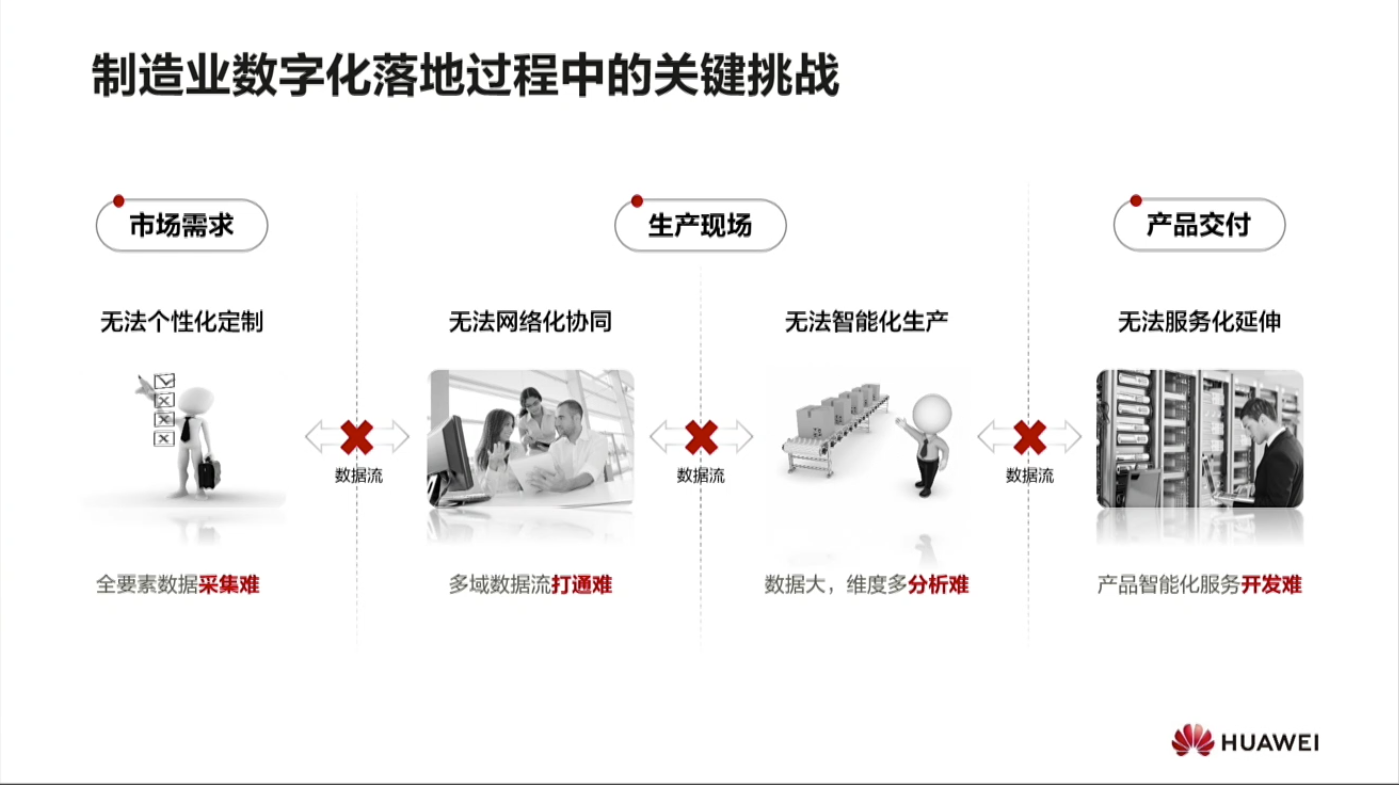 制造业数字化落地过程中的关键挑战
市场需求
生产现场
产品交付
无法个性化定制
无法网络化协同
无法智能化生产
无法服务化延伸
数据流
数据流
数据流
全要素数据采集难
多域数据流打通难
数据大，维度多分析难
产品智能化服务开发难
HUAWEI